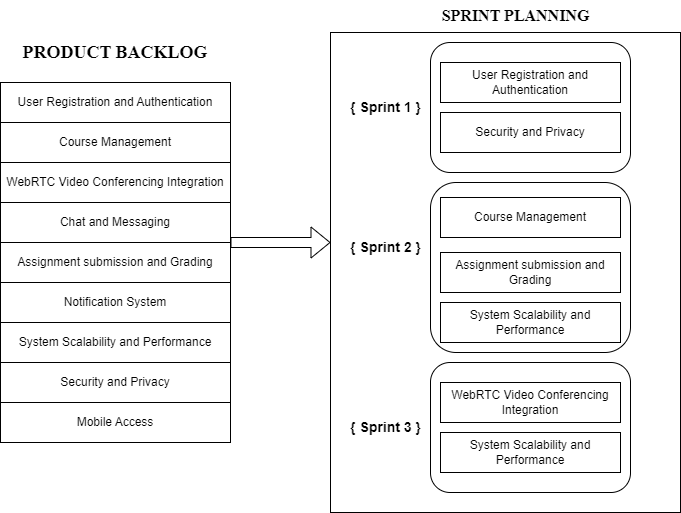 PRODUCT BACKLOG
User Registration and Authentication
Course Management
WebRTC Video Conferencing Integration
Chat and Messaging
Assignment submission and Grading
Notification System
System Scalability and Performance
Security and Privacy
Mobile Access
SPRINT PLANNING
{ Sprint 1 }
User Registration and
Authentication
Security and Privacy
{ Sprint 2 }
Course Management
Assignment submission and
Grading
System Scalability and
Performance
{ Sprint 3 }
WebRTC Video Conferencing
Integration
System Scalability and
Performance